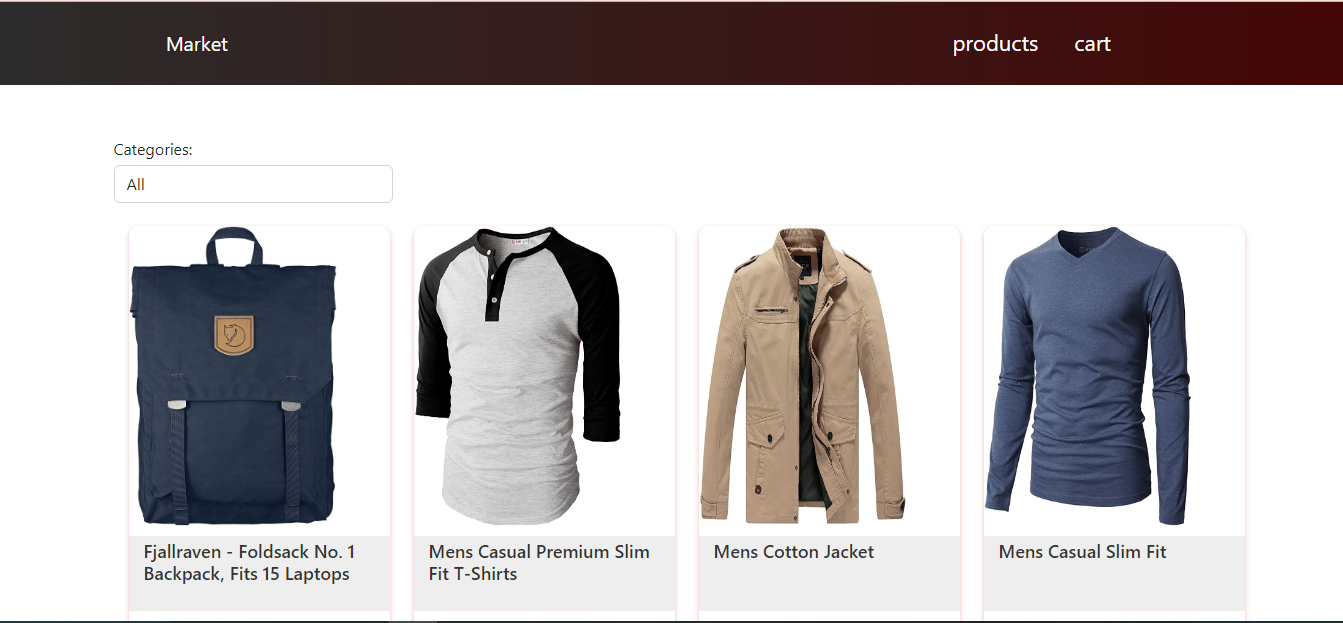 Market
products
cart
Categories:
All
Fjallraven - Foldsack No. 1
Backpack, Fits 15 Laptops
Mens Casual Premium Slim
Fit T-Shirts
Mens Cotton Jacket
Mens Casual Slim Fit